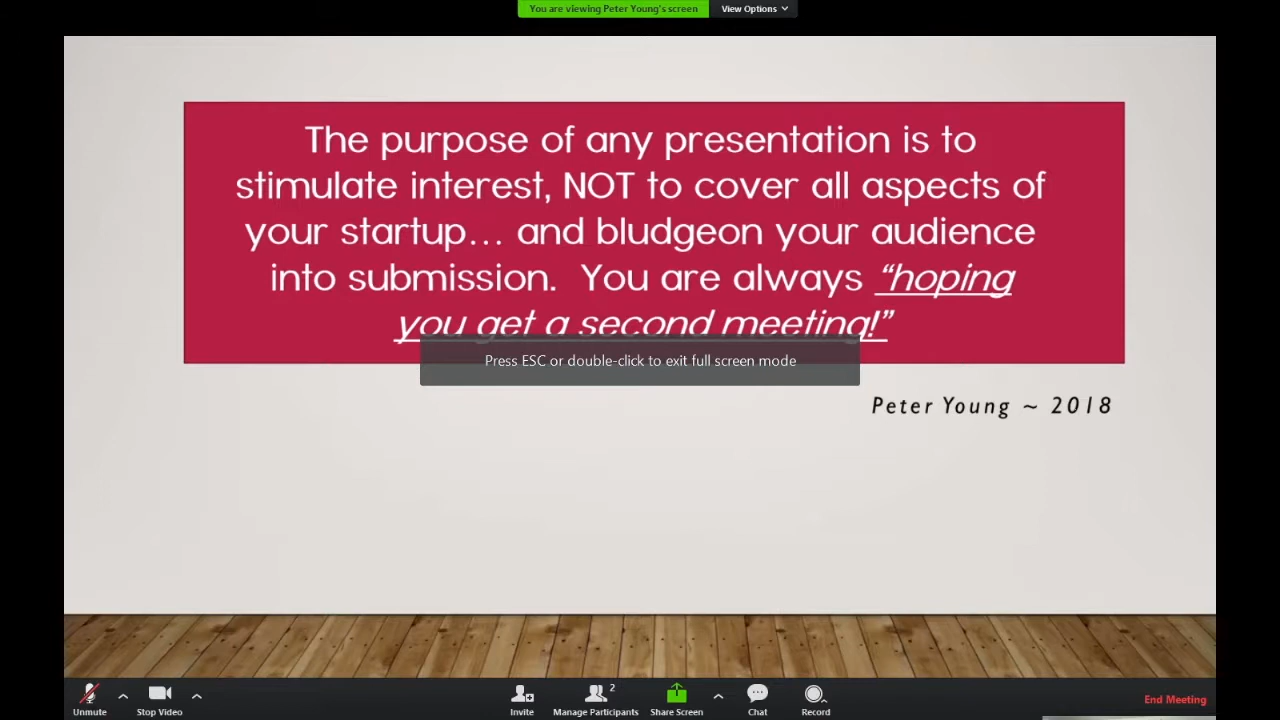 You are viewing Peter Young's screen
View Options
The purpose of any presentation is to
stimulate interest, NOT to cover all aspects of
your startup... and bludgeon your audience
into submission. You are always “hoping
you get a second meeting!”
Press ESC or double-click to exit full screen mode
Peter Young ~ 2018
Unmute
Stop Video
Invite
2
Manage Participants
Share Screen
Chat
Record
End Meeting